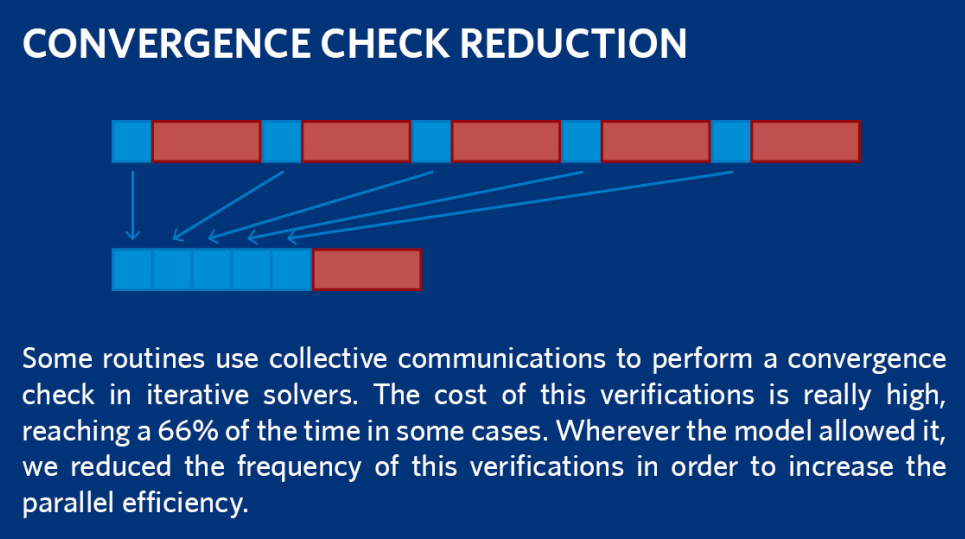 CONVERGENCE CHECK REDUCTION
Some routines use collective communications to perform a convergence
check in iterative solvers. The cost of this verifications is really high,
reaching a 66% of the time in some cases. Wherever the model allowed it,
we reduced the frequency of this verifications in order to increase the
parallel efficiency.